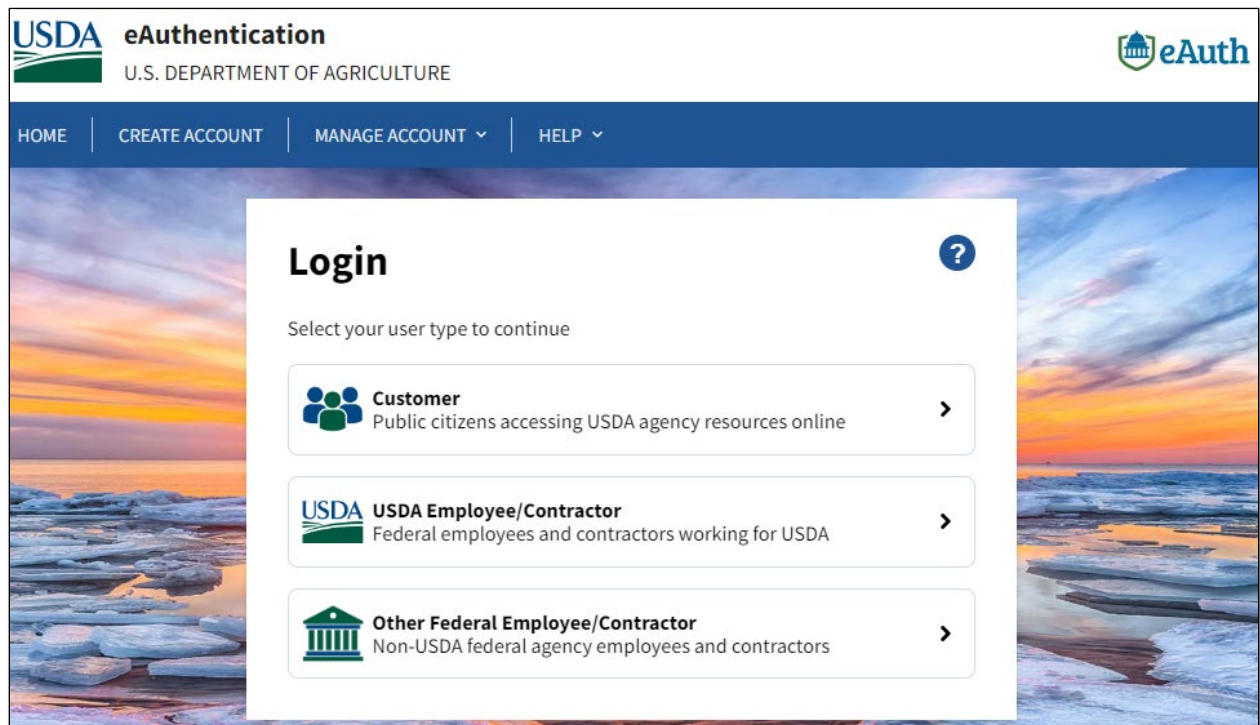 USDA eAuthentication
U.S. DEPARTMENT OF AGRICULTURE
eAuth
HOME CREATE ACCOUNT MANAGE ACCOUNT HELP
Login
?
Select your user type to continue
Customer
Public citizens accessing USDA agency resources online
USDA USDA Employee/Contractor
Federal employees and contractors working for USDA
Other Federal Employee/Contractor
Non-USDA federal agency employees and contractors